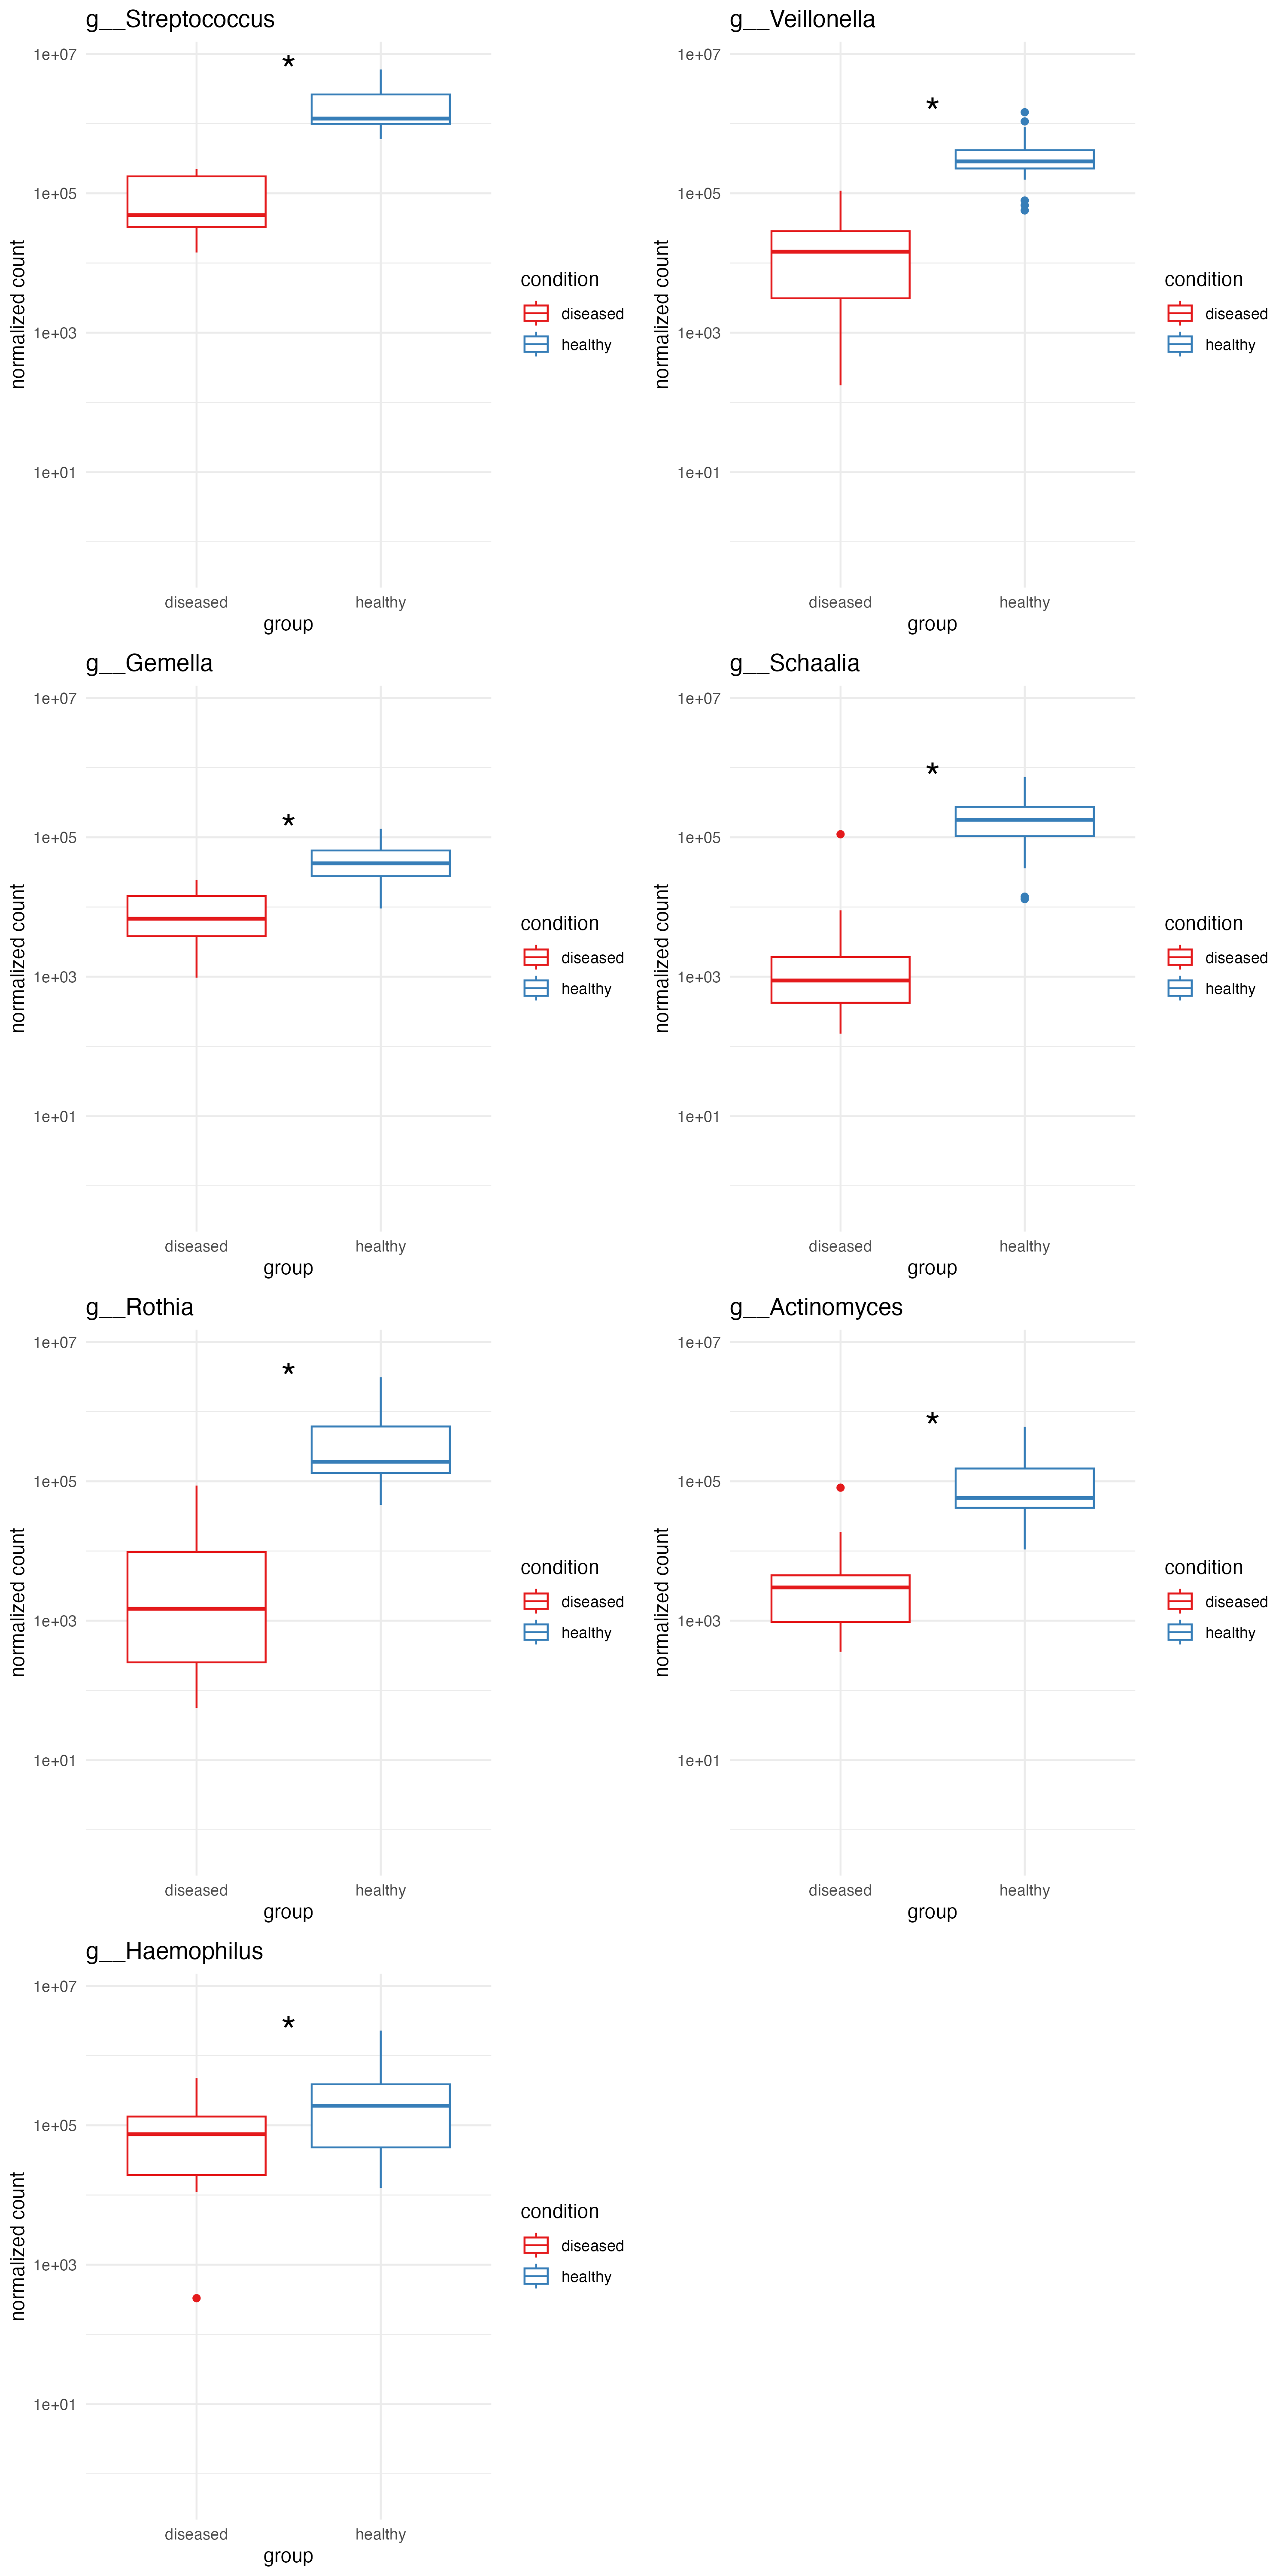 g__Streptococcus
1e+07
*
1e+05
1e+03
1e+01
normalized count
diseased
healthy
group
condition
diseased
healthy
g__Veillonella
1e+07
*
1e+05
1e+03
1e+01
normalized count
diseased
healthy
group
condition
diseased
healthy
g__Gemella
1e+07
*
1e+05
1e+03
1e+01
normalized count
diseased
healthy
group
condition
diseased
healthy
g__Schaalia
1e+07
*
1e+05
1e+03
1e+01
normalized count
diseased
healthy
group
condition
diseased
healthy
g__Rothia
1e+07
*
1e+05
1e+03
1e+01
normalized count
diseased
healthy
group
condition
diseased
healthy
g__Actinomyces
1e+07
*
1e+05
1e+03
1e+01
normalized count
diseased
healthy
group
condition
diseased
healthy
g__Haemophilus
1e+07
*
1e+05
1e+03
1e+01
normalized count
diseased
healthy
group
condition
diseased
healthy